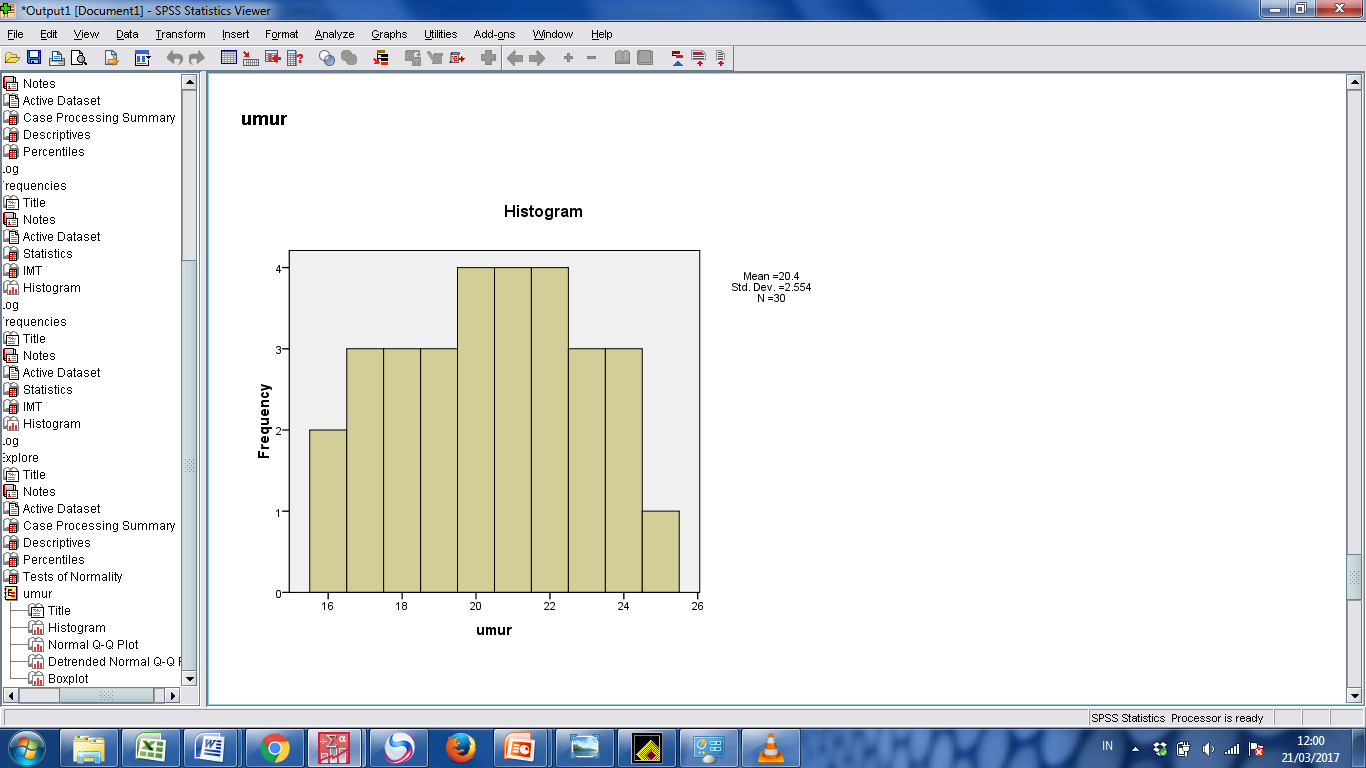 *Output1 [Document1] - SPSS Statistics Viewer
File Edit View Data Transform Insert Format Analyze Graphs Utilities Add-ons Window Help
Notes
Active Dataset
Case Processing Summary
Descriptives
Percentiles
og
requencies
Title
Notes
Active Dataset
Statistics
IMT
Histogram
og
requencies
Title
Notes
Active Dataset
Statistics
IMT
Histogram
og
xplore
Title
Notes
Active Dataset
Case Processing Summary
Descriptives
Percentiles
Tests of Normality
umur
Title
Histogram
Normal Q-Q Plot
Detrended Normal Q-Q
Boxplot
umur
Histogram
Mean =20.4
Std. Dev. =2.554
N =30
Frequency
4
3
2
1
0
16 18 20 22 24 26
umur
SPSS Statistics Processor is ready
IN
12:00
21/03/2017